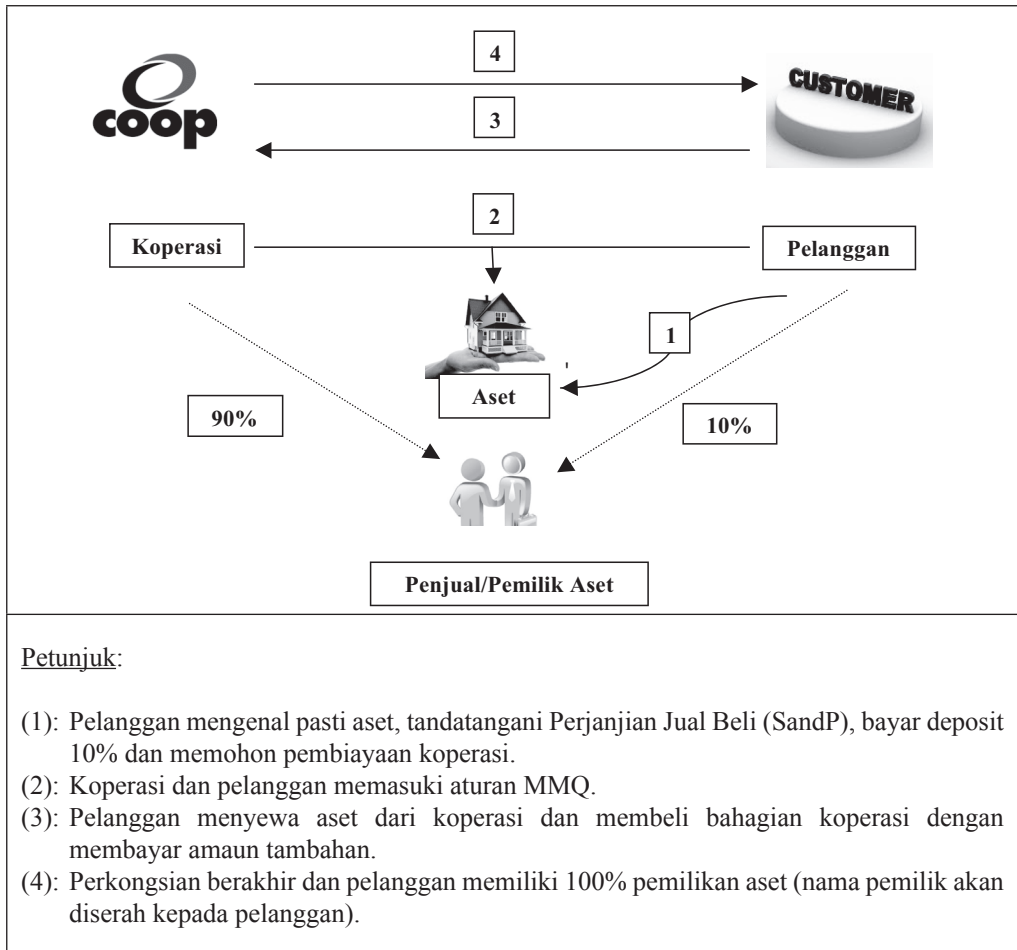 4
coop
CUSTOMER
3
2
Koperasi
Pelanggan
1
Aset
90%
10%
Penjual/Pemilik Aset
Petunjuk:
(1): Pelanggan mengenal pasti aset, tandatangani Perjanjian Jual Beli (SandP), bayar deposit
10% dan memohon pembiayaan koperasi.
(2): Koperasi dan pelanggan memasuki aturan MMQ.
(3): Pelanggan menyewa aset dari koperasi dan membeli bahagian koperasi dengan
membayar amaun tambahan.
(4): Perkongsian berakhir dan pelanggan memiliki 100% pemilikan aset (nama pemilik akan
diserah kepada pelanggan).